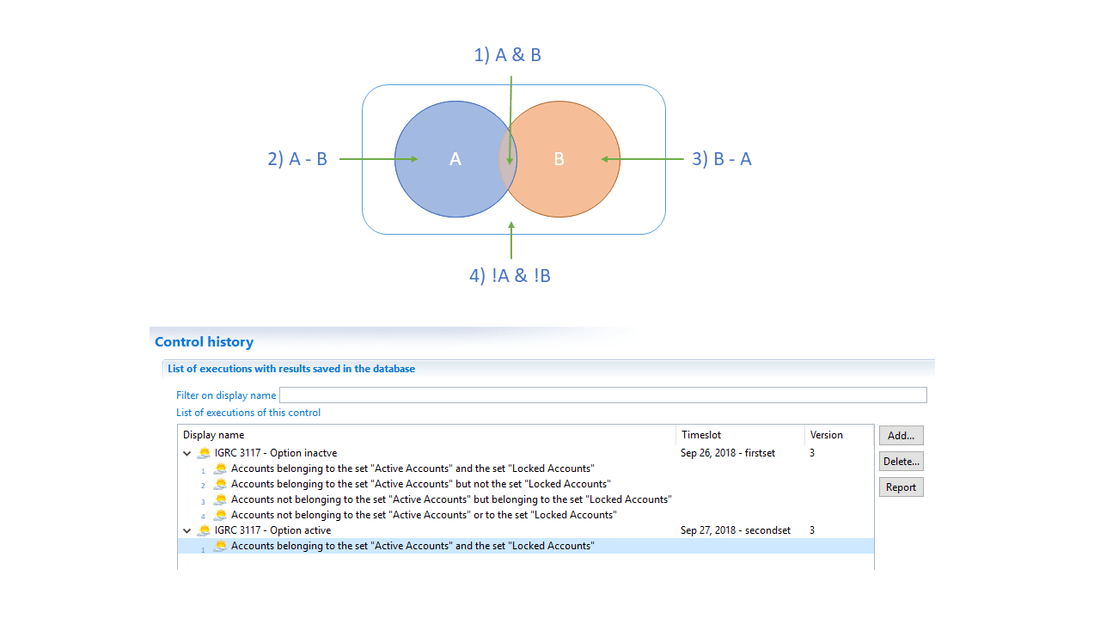 1) A & B
2) A - B
A
B
3) B - A
4) !A & !B
Control history
List of executions with results saved in the database
Filter on display name
List of executions of this control
Display name Timeslot Version
Add...
IGRC 3117 - Option inactve Sep 26, 2018 - firstset 3
1 Accounts belonging to the set "Active Accounts" and the set "Locked Accounts"
Delete...
2 Accounts belonging to the set "Active Accounts" but not the set "Locked Accounts"
Report
3 Accounts not belonging to the set "Active Accounts" but belonging to the set "Locked Accounts"
4 Accounts not belonging to the set "Active Accounts" or to the set "Locked Accounts"
IGRC 3117 - Option active Sep 27, 2018 - secondset 3
1 Accounts belonging to the set "Active Accounts" and the set "Locked Accounts"